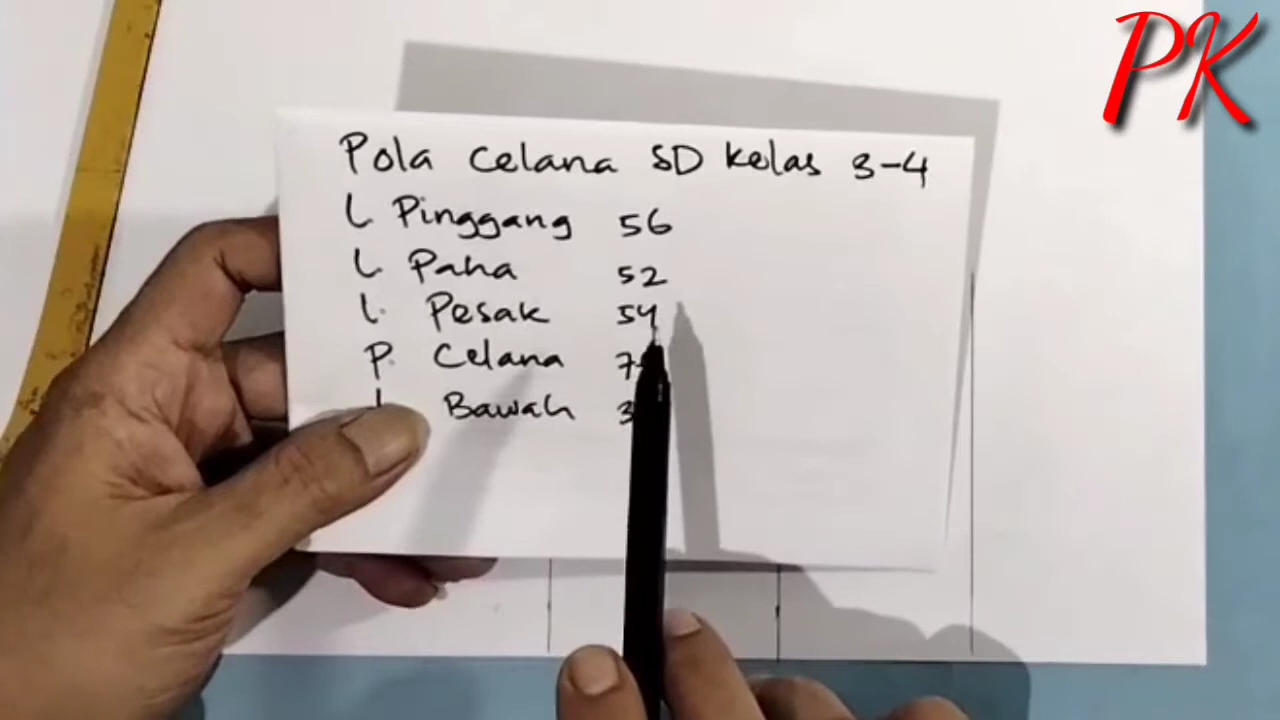 PK
Pola Celana SD kelas 3-4
L Pinggang 56
L Paha 52
L. Pesak 54
P. Celana
Bawah